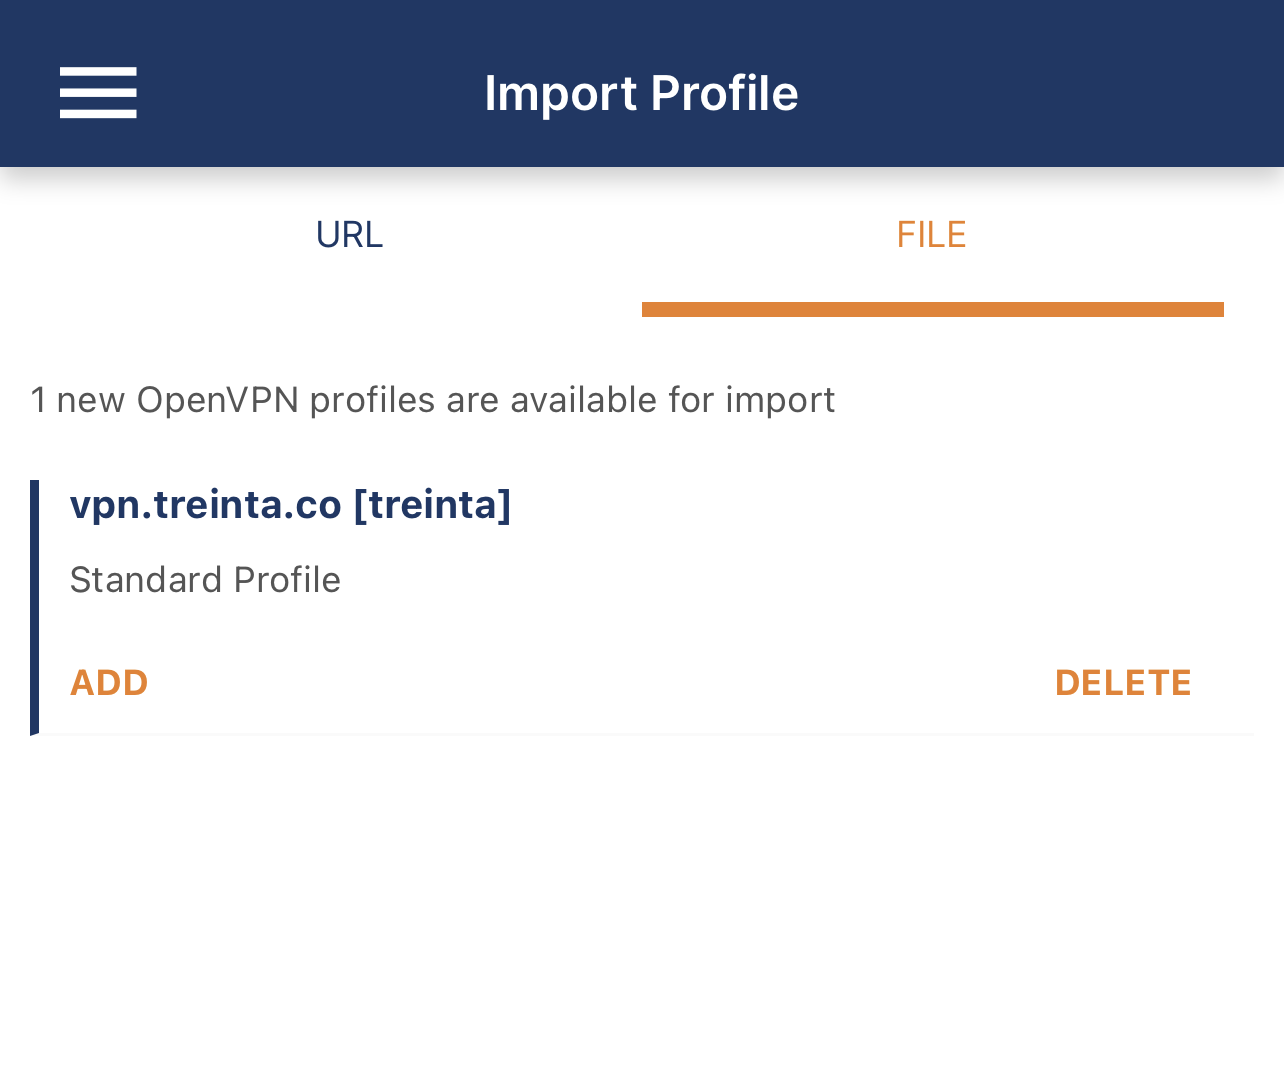 Import Profile
URL
FILE
1 new OpenVPN profiles are available for import
vpn.treinta.co [treinta]
Standard Profile
ADD
DELETE